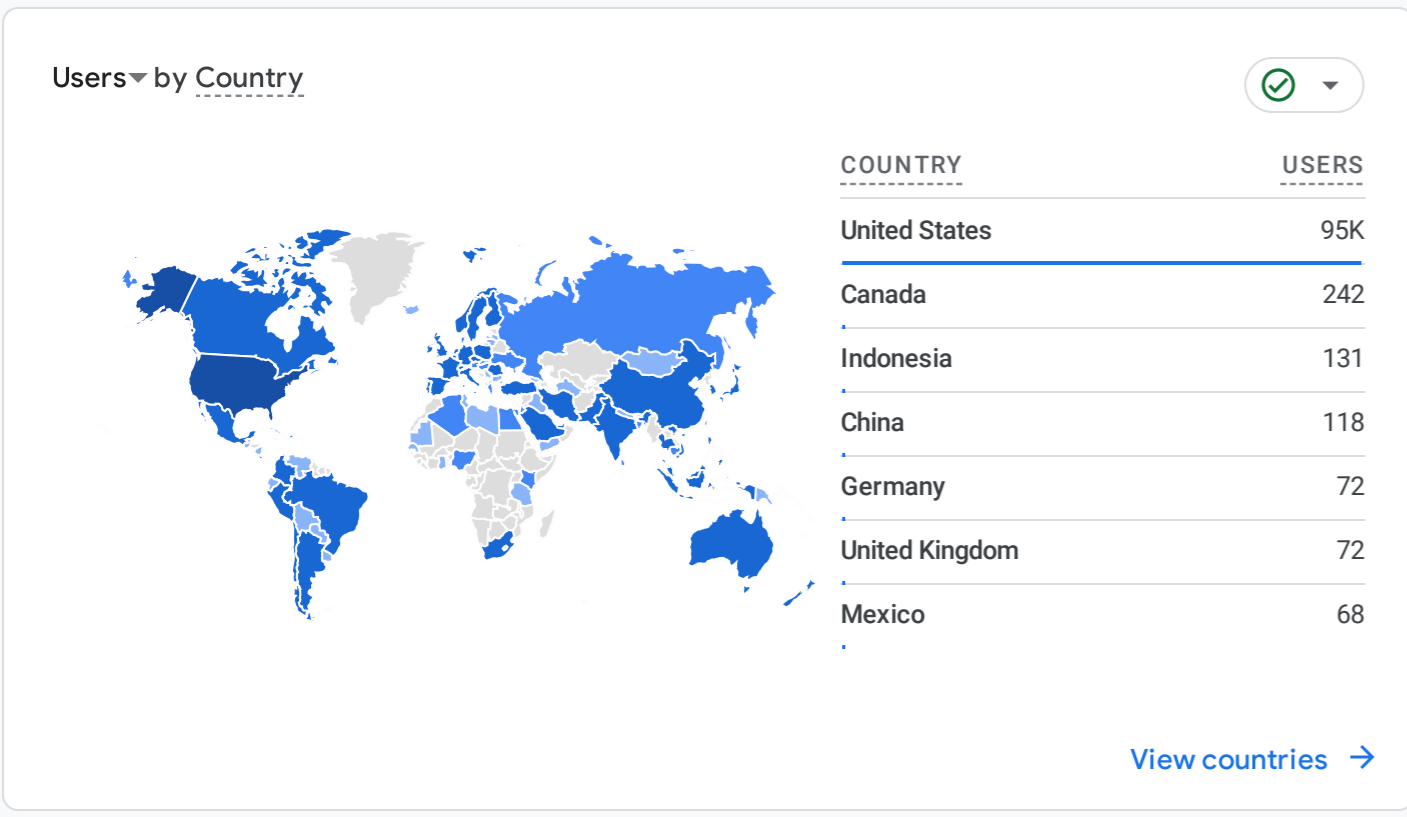 Users by Country
COUNTRY USERS
United States 95K
Canada 242
Indonesia 131
China 118
Germany 72
United Kingdom 72
Mexico 68
View countries